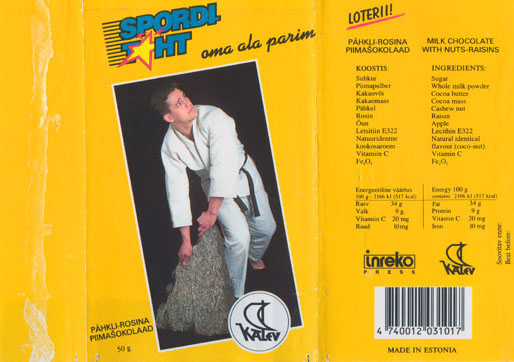 SPORDI
TÄHT
oma ala parim
PÄHKLI-ROSINA
PIIMAŠOKOLAAD
50 g
KALEV
LOTERII!
PÄHKLI-ROSINA
PIIMAŠOKOLAAD
KOOSTIS:
Suhkur
Piimapulber
Kakaovõi
Kakaomass
Pähkel
Rosin
Õun
Letsitiin E322
Natuuridentne
kookosaroom
Vitamiin C
Fe₂O₃
Energeetiline väärtus
100 g - 2166 kJ (517 kcal)
Rasv 34 g
Valk 9 g
Vitamiin C 20 mg
Raud 10 mg
MILK CHOCOLATE
WITH NUTS-RAISINS
INGREDIENTS:
Sugar
Whole milk powder
Cocoa butter
Cocoa mass
Cashew nut
Raisin
Apple
Lecithin E322
Natural identical
flavour (coco-nut)
Vitamin C
Fe₂O₃
Energy 100 g
contains 2166 kJ (517 kcal)
Fat 34 g
Protein 9 g
Vitamin C 20 mg
Iron 10 mg
inreko
PRESS
KALEV
Soovitav enne:
Best before:
4 740012 031017
MADE IN ESTONIA